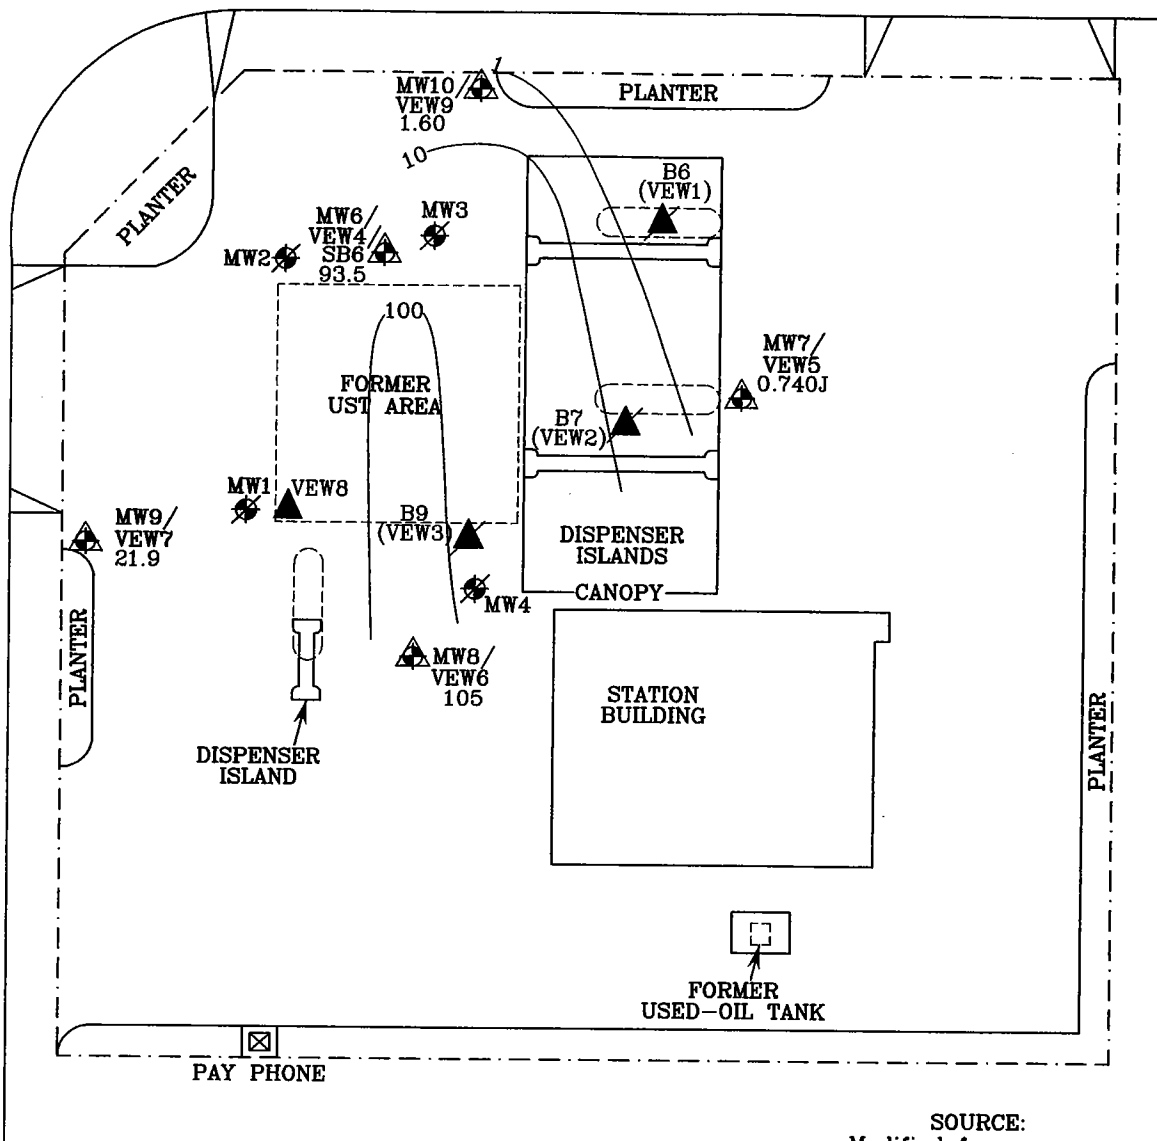 1
MW10/
VEW9
1.60
PLANTER
10
B6
(VEW1)
PLANTER
MW6/
VEW4/
SB6
93.5
MW3
MW2
100
MW7/
VEW5
0.740J
FORMER
UST AREA
B7
(VEW2)
MW1
VEW8
B9
(VEW3)
MW9/
VEW7
21.9
DISPENSER
ISLANDS
CANOPY
MW4
PLANTER
MW8/
VEW6
105
STATION
BUILDING
PLANTER
DISPENSER
ISLAND
FORMER
USED-OIL TANK
PAY PHONE
SOURCE: